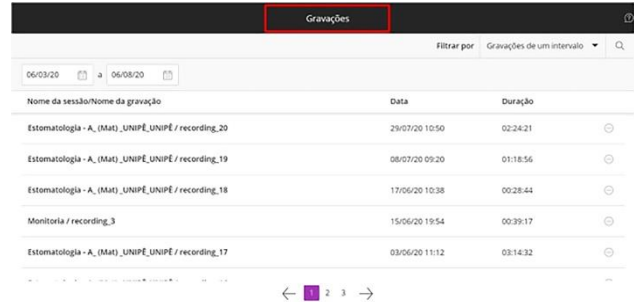 Gravações
Filtrar por Gravações de um intervalo
06/03/20 a 06/08/20
Nome da sessão/Nome da gravação Data Duração
Estomatologia - A_ (Mat) _UNIPÊ_UNIPÊ / recording_20 29/07/20 10:50 02:24:21
Estomatologia - A_ (Mat) _UNIPÊ_UNIPÊ / recording_19 08/07/20 09:20 01:18:56
Estomatologia - A_ (Mat) _UNIPÊ_UNIPÊ / recording_18 17/06/20 10:38 00:28:44
Monitoria / recording_3 15/06/20 19:54 00:39:17
Estomatologia - A_ (Mat) _UNIPÊ_UNIPÊ / recording_17 03/06/20 11:12 03:14:32
1 2 3